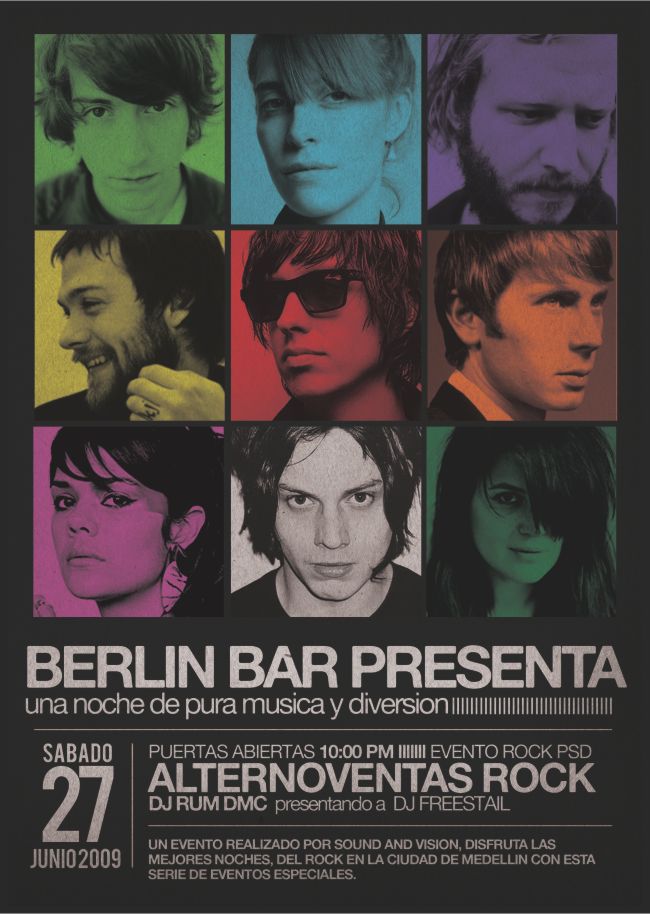 BERLIN BAR PRESENTA
una noche de pura musica y diversion
SABADO
27
JUNIO 2009
PUERTAS ABIERTAS 10:00 PM EVENTO ROCK PSD
ALTERNOVENTAS ROCK
DJ RUM DMC presentando a DJ FREESTAIL
UN EVENTO REALIZADO POR SOUND AND VISION, DISFRUTA LAS
MEJORES NOCHES, DEL ROCK EN LA CIUDAD DE MEDELLIN CON ESTA
SERIE DE EVENTOS ESPECIALES.